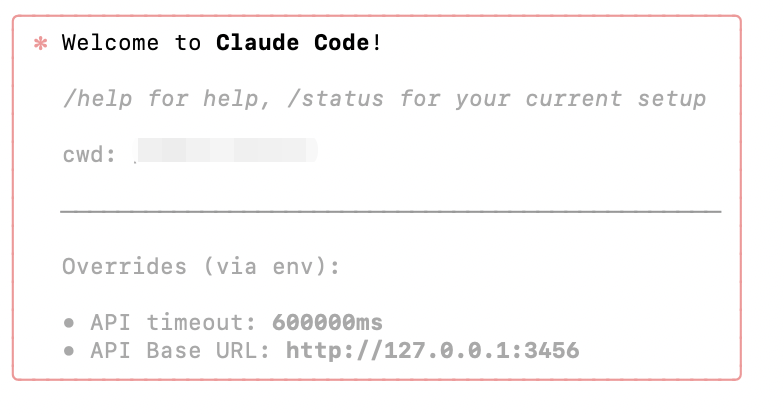 * Welcome to Claude Code!
/help for help, /status for your current setup
cwd:
Overrides (via env):
• API timeout: 600000ms
• API Base URL: http://127.0.0.1:3456